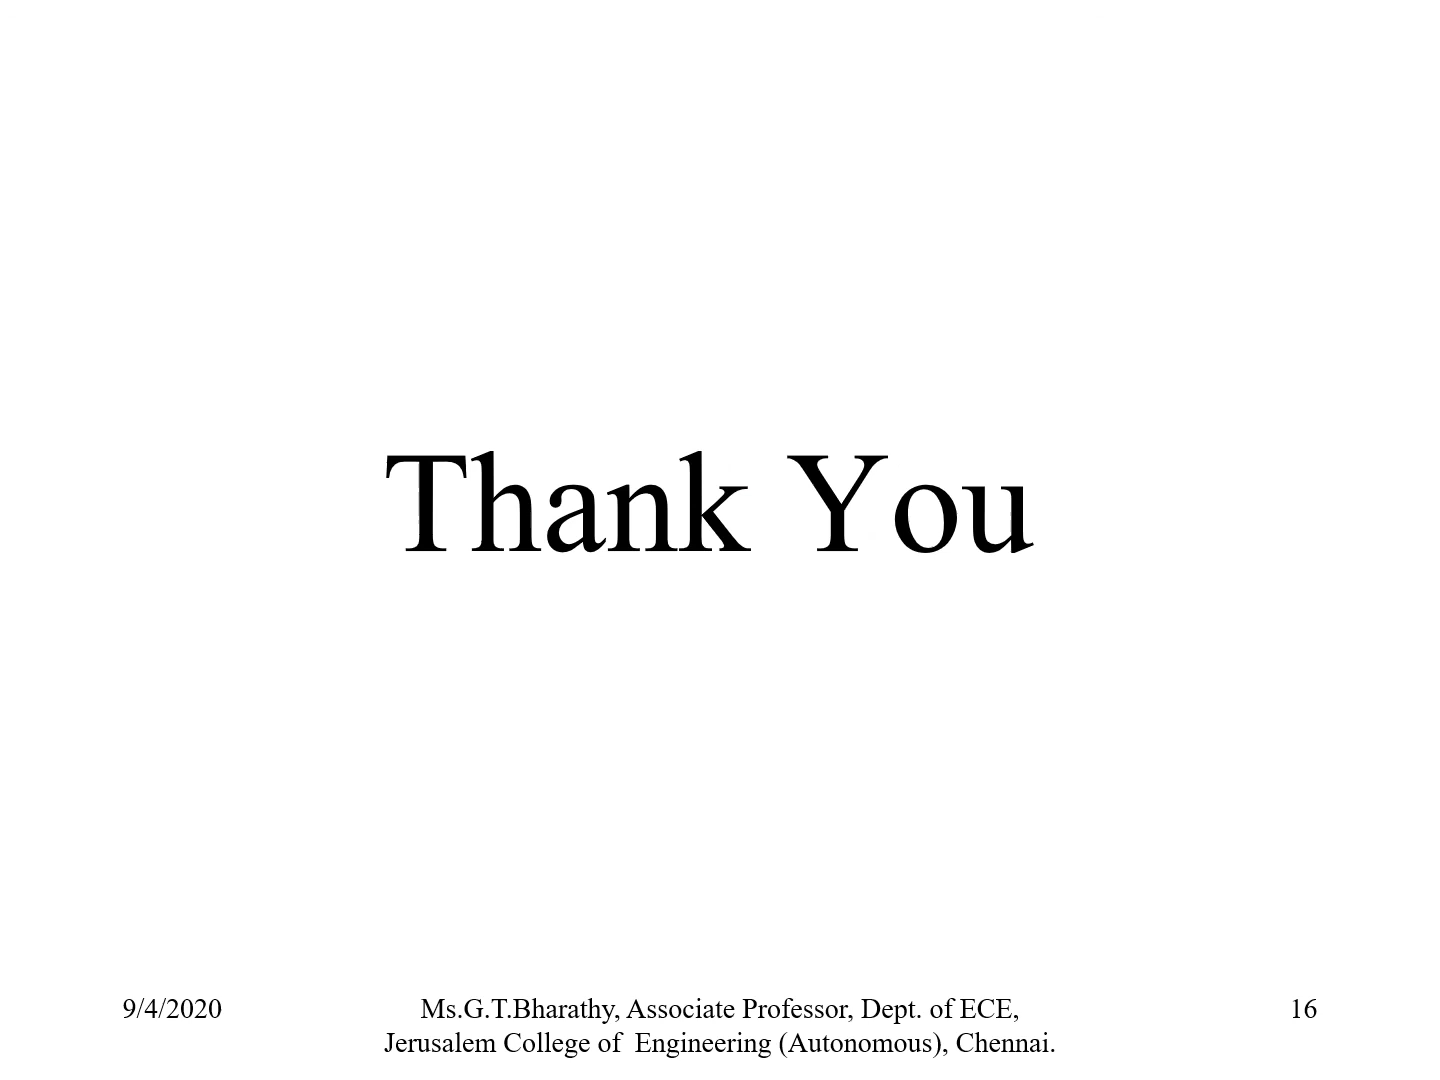 Thank You
9/4/2020
Ms.G.T.Bharathy, Associate Professor, Dept. of ECE,
Jerusalem College of  Engineering (Autonomous), Chennai.
16